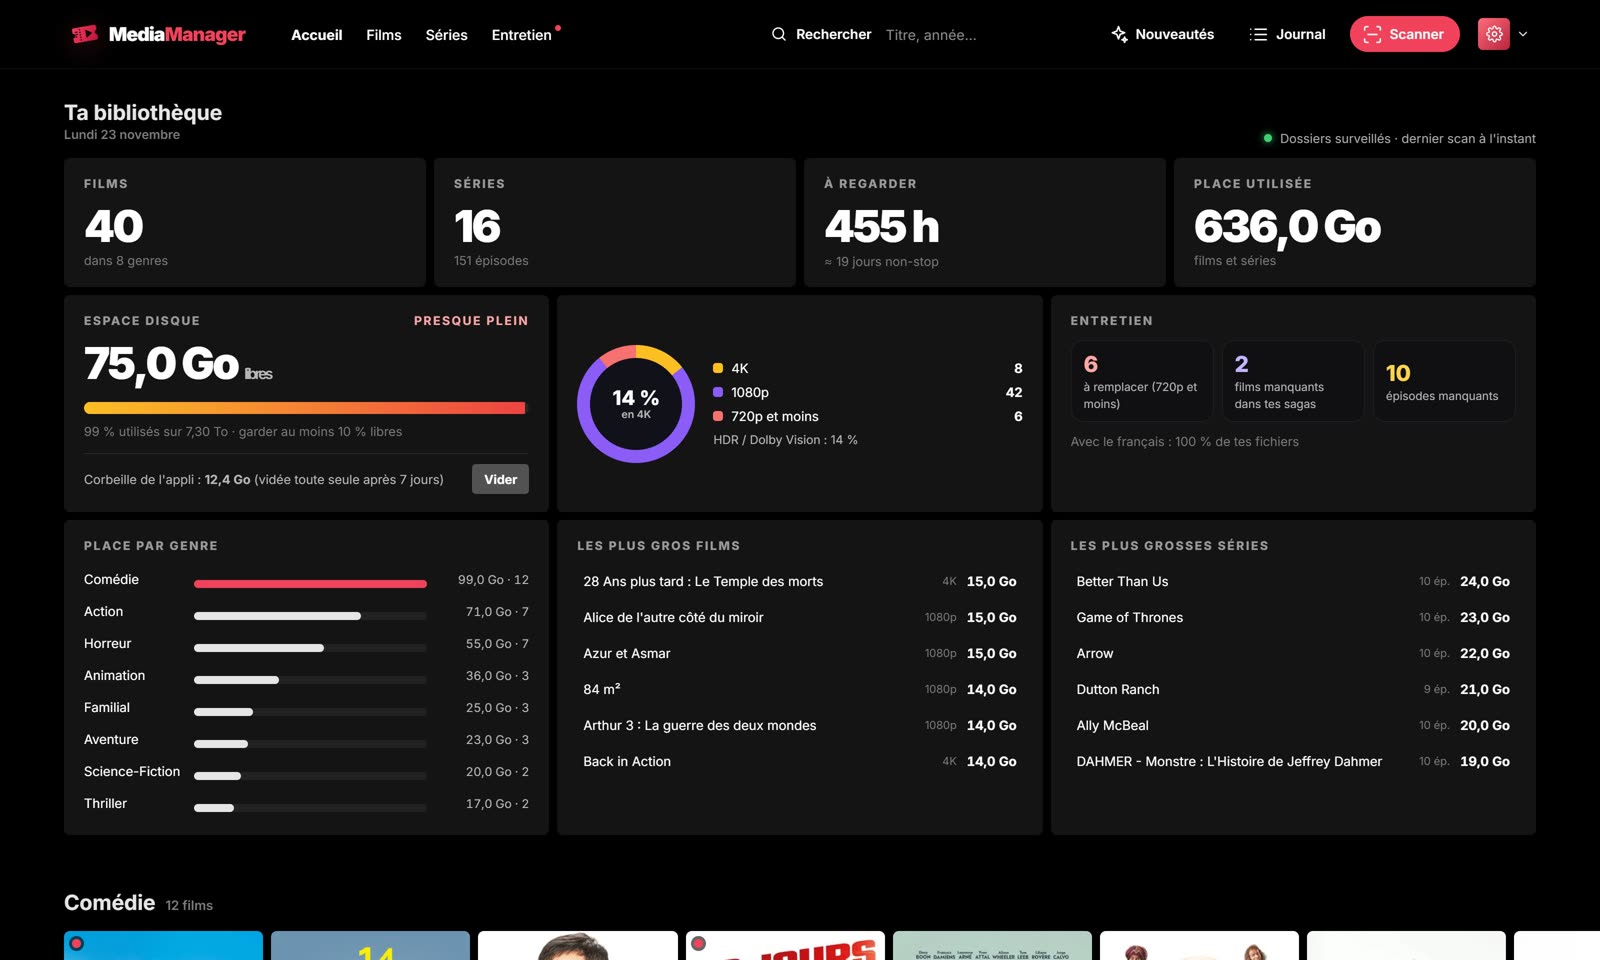 MediaManager
Accueil
Films
Séries
Entretien
Rechercher
Titre, année...
Nouveautés
Journal
Scanner
Ta bibliothèque
Lundi 23 novembre
Dossiers surveillés · dernier scan à l'instant
FILMS
40
dans 8 genres
SÉRIES
16
151 épisodes
À REGARDER
455 h
≈ 19 jours non-stop
PLACE UTILISÉE
636,0 Go
films et séries
ESPACE DISQUE
PRESQUE PLEIN
75,0 Go libres
99 % utilisés sur 7,30 To · garder au moins 10 % libres
Corbeille de l'appli : 12,4 Go (vidée toute seule après 7 jours)
Vider
14 %
en 4K
4K 8
1080p 42
720p et moins 6
HDR / Dolby Vision : 14 %
ENTRETIEN
6
à remplacer (720p et
moins)
2
films manquants
dans tes sagas
10
épisodes manquants
Avec le français : 100 % de tes fichiers
PLACE PAR GENRE
Comédie 99,0 Go · 12
Action 71,0 Go · 7
Horreur 55,0 Go · 7
Animation 36,0 Go · 3
Familial 25,0 Go · 3
Aventure 23,0 Go · 3
Science-Fiction 20,0 Go · 2
Thriller 17,0 Go · 2
LES PLUS GROS FILMS
28 Ans plus tard : Le Temple des morts 4K 15,0 Go
Alice de l'autre côté du miroir 1080p 15,0 Go
Azur et Asmar 1080p 15,0 Go
84 m² 1080p 14,0 Go
Arthur 3 : La guerre des deux mondes 1080p 14,0 Go
Back in Action 4K 14,0 Go
LES PLUS GROSSES SÉRIES
Better Than Us 10 ép. 24,0 Go
Game of Thrones 10 ép. 23,0 Go
Arrow 10 ép. 22,0 Go
Dutton Ranch 9 ép. 21,0 Go
Ally McBeal 10 ép. 20,0 Go
DAHMER - Monstre : L'Histoire de Jeffrey Dahmer 10 ép. 19,0 Go
Comédie 12 films
14
JOURS